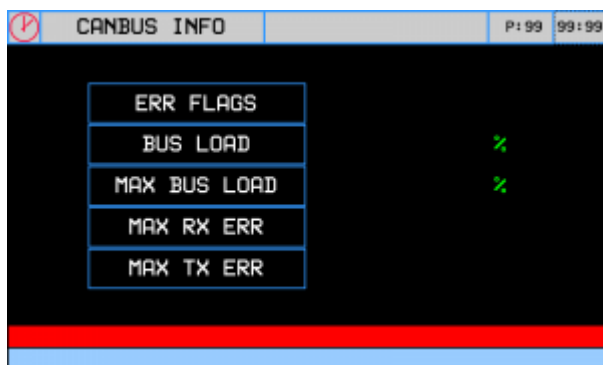 CANBUS INFO P:99 99:99
ERR FLAGS
BUS LOAD %
MAX BUS LOAD %
MAX RX ERR
MAX TX ERR